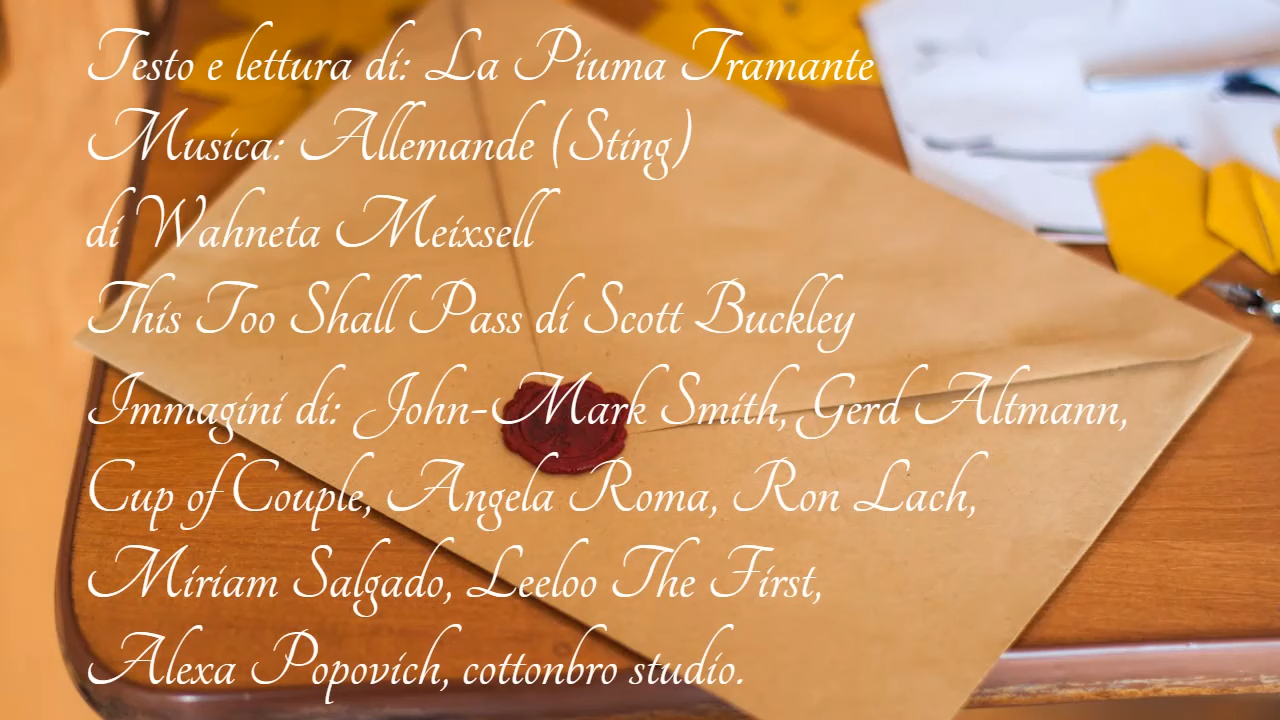 Testo e lettura di: La Piuma Tramante
Musica: Allemande (Sting)
di Wahneta Meixsell
This Too Shall Pass di Scott Buckley
Immagini di: John-Mark Smith, Gerd Altmann,
Cup of Couple, Angela Roma, Ron Lach,
Miriam Salgado, Leeloo The First,
Alexa Popovich, cottonbro studio.